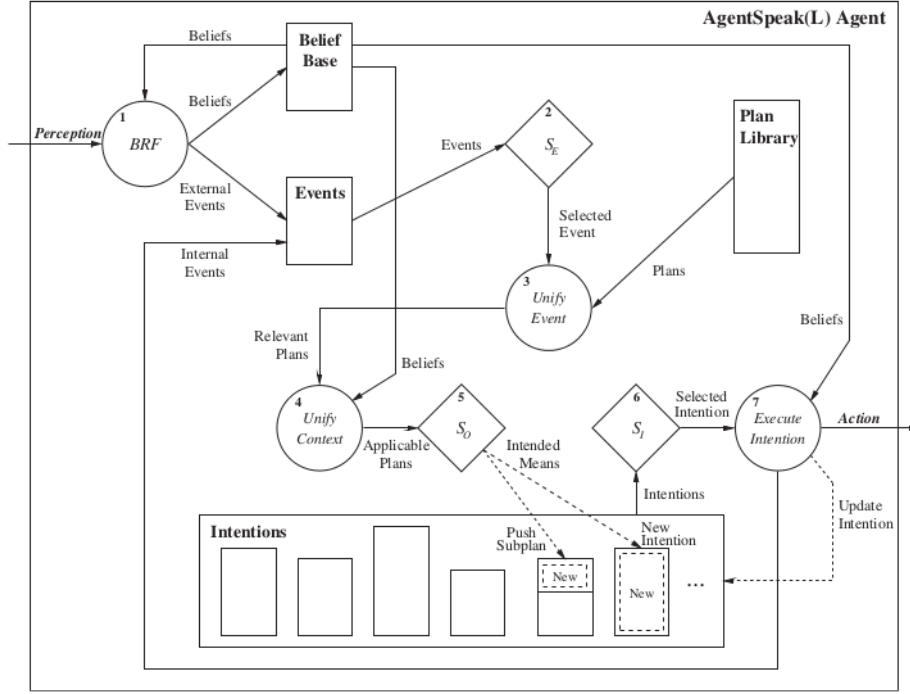 AgentSpeak(L) Agent
Beliefs
Belief
Base
Beliefs
1
BRF
Perception
2
S_E
Events
Plan
Library
External
Events
Events
Selected
Event
Internal
Events
3
Unify
Event
Plans
Relevant
Plans
Beliefs
Beliefs
4
Unify
Context
Applicable
Plans
5
S_O
Intended
Means
6
S_I
Selected
Intention
7
Execute
Intention
Action
Intentions
Update
Intention
Intentions
Push
Subplan
New
Intention
New
New
...